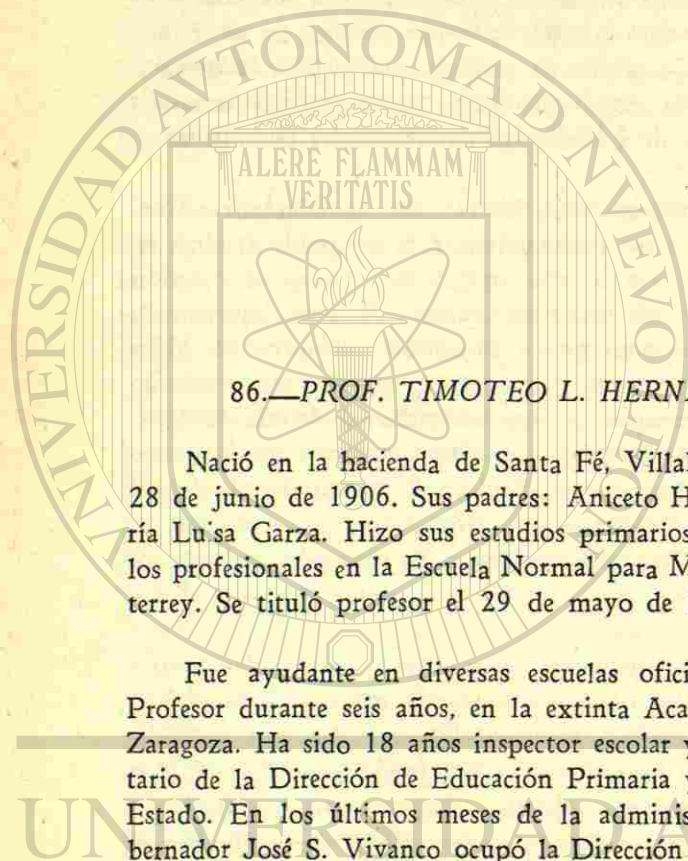 UNIVERSIDAD AVTONOMA D NVEVO
ALERE FLAMMAM
VERITATIS
86.—PROF. TIMOTEO L. HERN
Nació en la hacienda de Santa Fé, Villal
28 de junio de 1906. Sus padres: Aniceto H
ría Luisa Garza. Hizo sus estudios primarios
los profesionales en la Escuela Normal para M
terrey. Se tituló profesor el 29 de mayo de
Fue ayudante en diversas escuelas ofici
Profesor durante seis años, en la extinta Aca
Zaragoza. Ha sido 18 años inspector escolar y
tario de la Dirección de Educación Primaria y
Estado. En los últimos meses de la adminis
bernador José S. Vivanco ocupó la Dirección
UNIVERSIDAD A